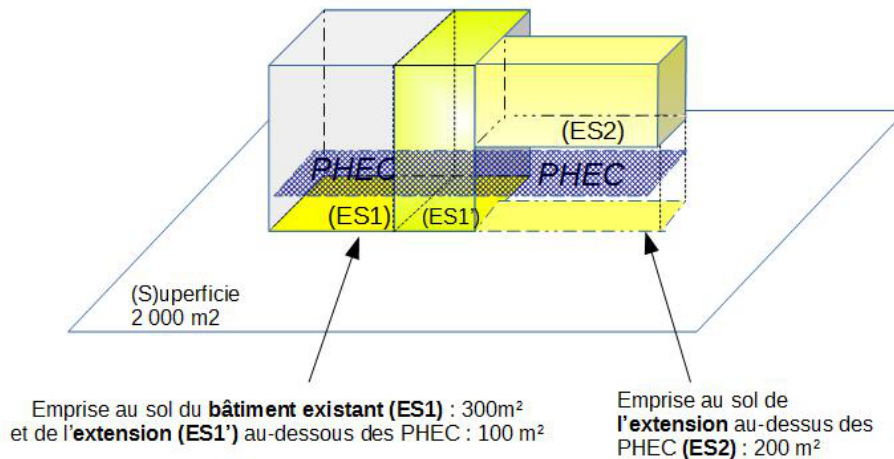 (ES2)
PHEC
PHEC
(ES1)
(ES1')
(S)uperficie
2 000 m2
Emprise au sol du bâtiment existant (ES1) : 300m²
et de l'extension (ES1') au-dessous des PHEC : 100 m²
Emprise au sol de
l'extension au-dessus des
PHEC (ES2) : 200 m²